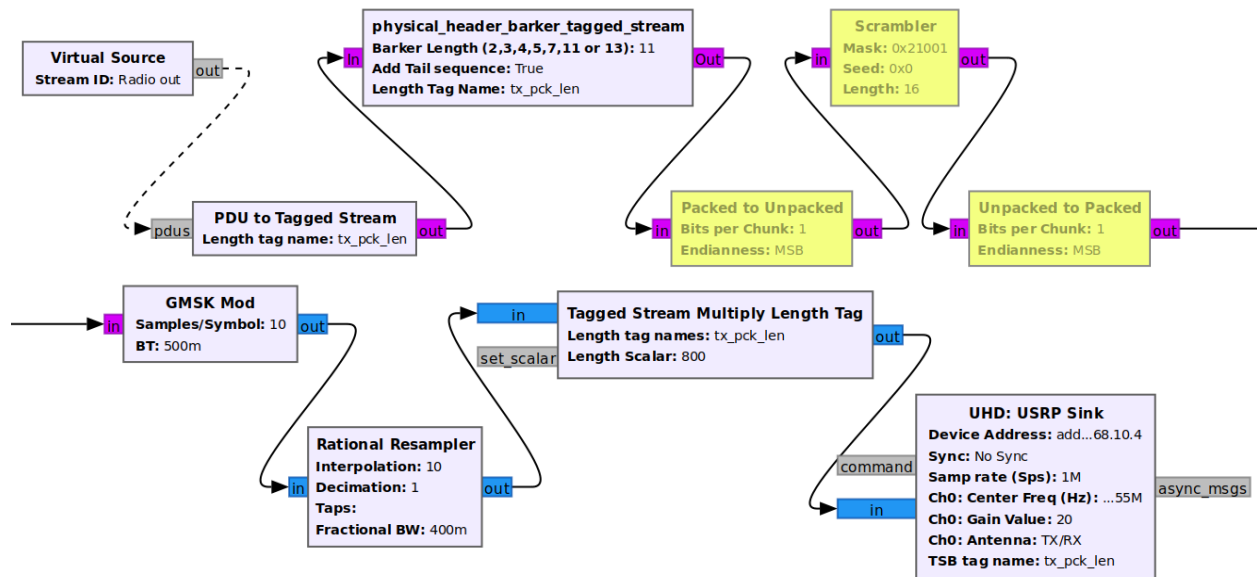 Virtual Source
Stream ID: Radio out
out
physical_header_barker_tagged_stream
Barker Length (2,3,4,5,7,11 or 13): 11
Add Tail sequence: True
Length Tag Name: tx_pck_len
In
Out
Scrambler
Mask: 0x21001
Seed: 0x0
Length: 16
in
out
pdus
PDU to Tagged Stream
Length tag name: tx_pck_len
out
in
Packed to Unpacked
Bits per Chunk: 1
Endianness: MSB
out
in
Unpacked to Packed
Bits per Chunk: 1
Endianness: MSB
out
in
GMSK Mod
Samples/Symbol: 10
BT: 500m
out
in
set_scalar
Tagged Stream Multiply Length Tag
Length tag names: tx_pck_len
Length Scalar: 800
out
in
Rational Resampler
Interpolation: 10
Decimation: 1
Taps:
Fractional BW: 400m
out
command
in
UHD: USRP Sink
Device Address: add...68.10.4
Sync: No Sync
Samp rate (Sps): 1M
Ch0: Center Freq (Hz): ...55M
Ch0: Gain Value: 20
Ch0: Antenna: TX/RX
TSB tag name: tx_pck_len
async_msgs